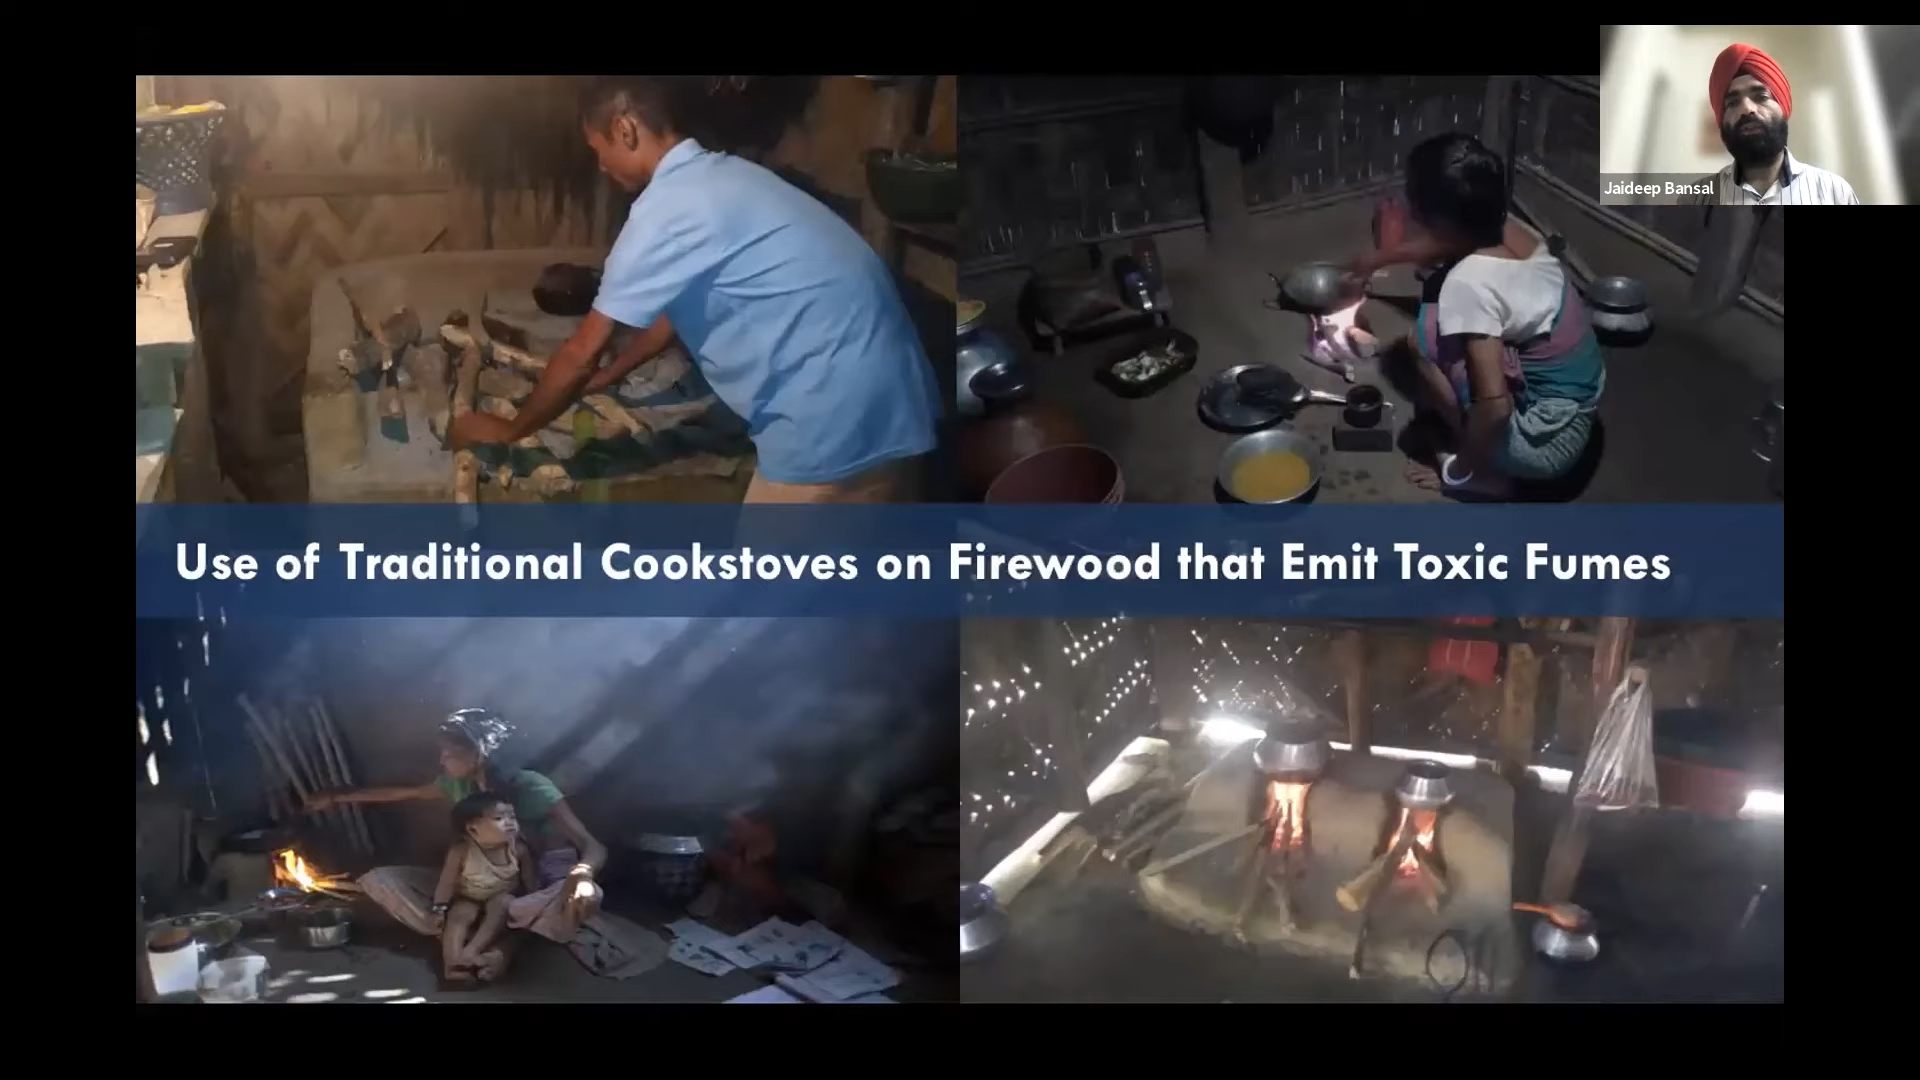 Jaideep Bansal
Use of Traditional Cookstoves on Firewood that Emit Toxic Fumes